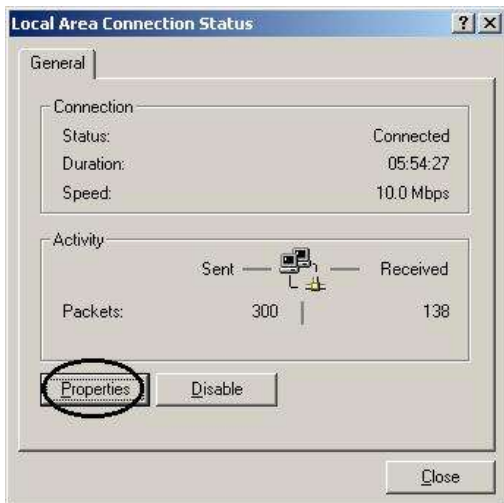 Local Area Connection Status
General
Connection
Status: Connected
Duration: 05:54:27
Speed: 10.0 Mbps
Activity
Sent Received
Packets: 300 138
Properties Disable
Close